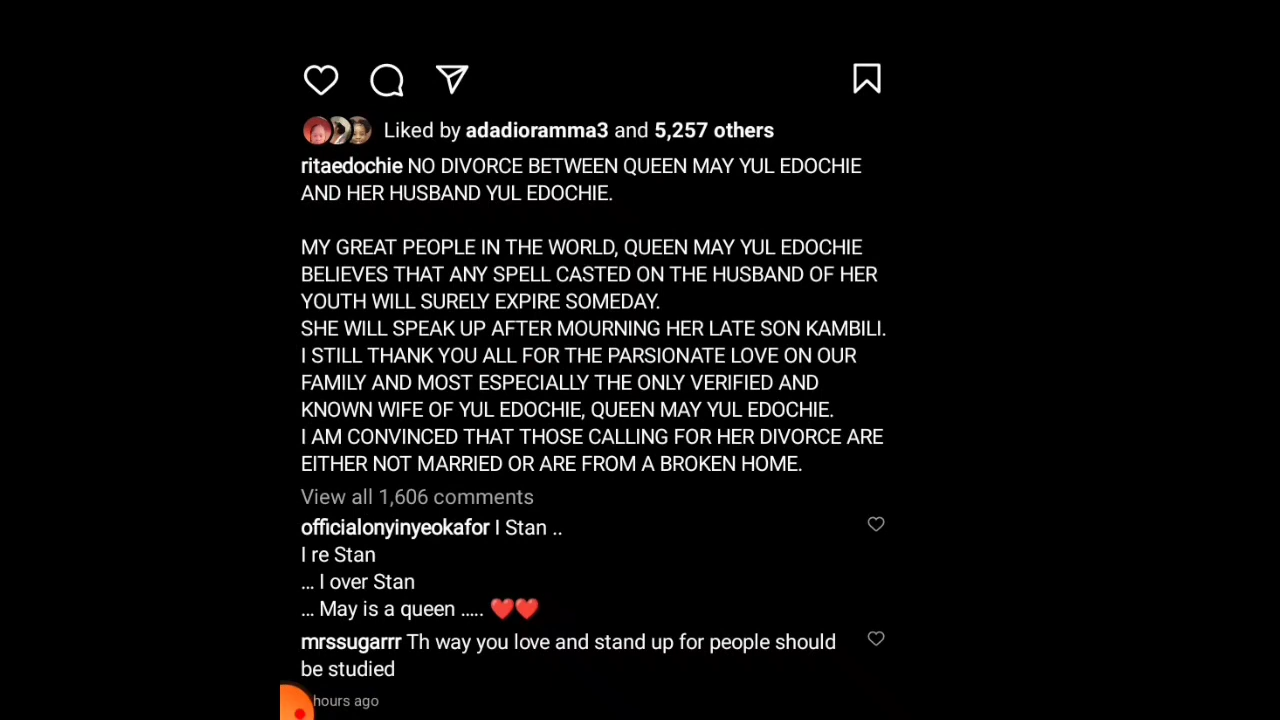 Liked by adadioramma3 and 5,257 others
ritaedochie NO DIVORCE BETWEEN QUEEN MAY YUL EDOCHIE
AND HER HUSBAND YUL EDOCHIE.
MY GREAT PEOPLE IN THE WORLD, QUEEN MAY YUL EDOCHIE
BELIEVES THAT ANY SPELL CASTED ON THE HUSBAND OF HER
YOUTH WILL SURELY EXPIRE SOMEDAY.
SHE WILL SPEAK UP AFTER MOURNING HER LATE SON KAMBILI.
I STILL THANK YOU ALL FOR THE PARSIONATE LOVE ON OUR
FAMILY AND MOST ESPECIALLY THE ONLY VERIFIED AND
KNOWN WIFE OF YUL EDOCHIE, QUEEN MAY YUL EDOCHIE.
I AM CONVINCED THAT THOSE CALLING FOR HER DIVORCE ARE
EITHER NOT MARRIED OR ARE FROM A BROKEN HOME.
View all 1,606 comments
officialonyinyeokafor I Stan ..
I re Stan
... I over Stan
... May is a queen ..... ❤️❤️
mrssugarrr Th way you love and stand up for people should
be studied
hours ago